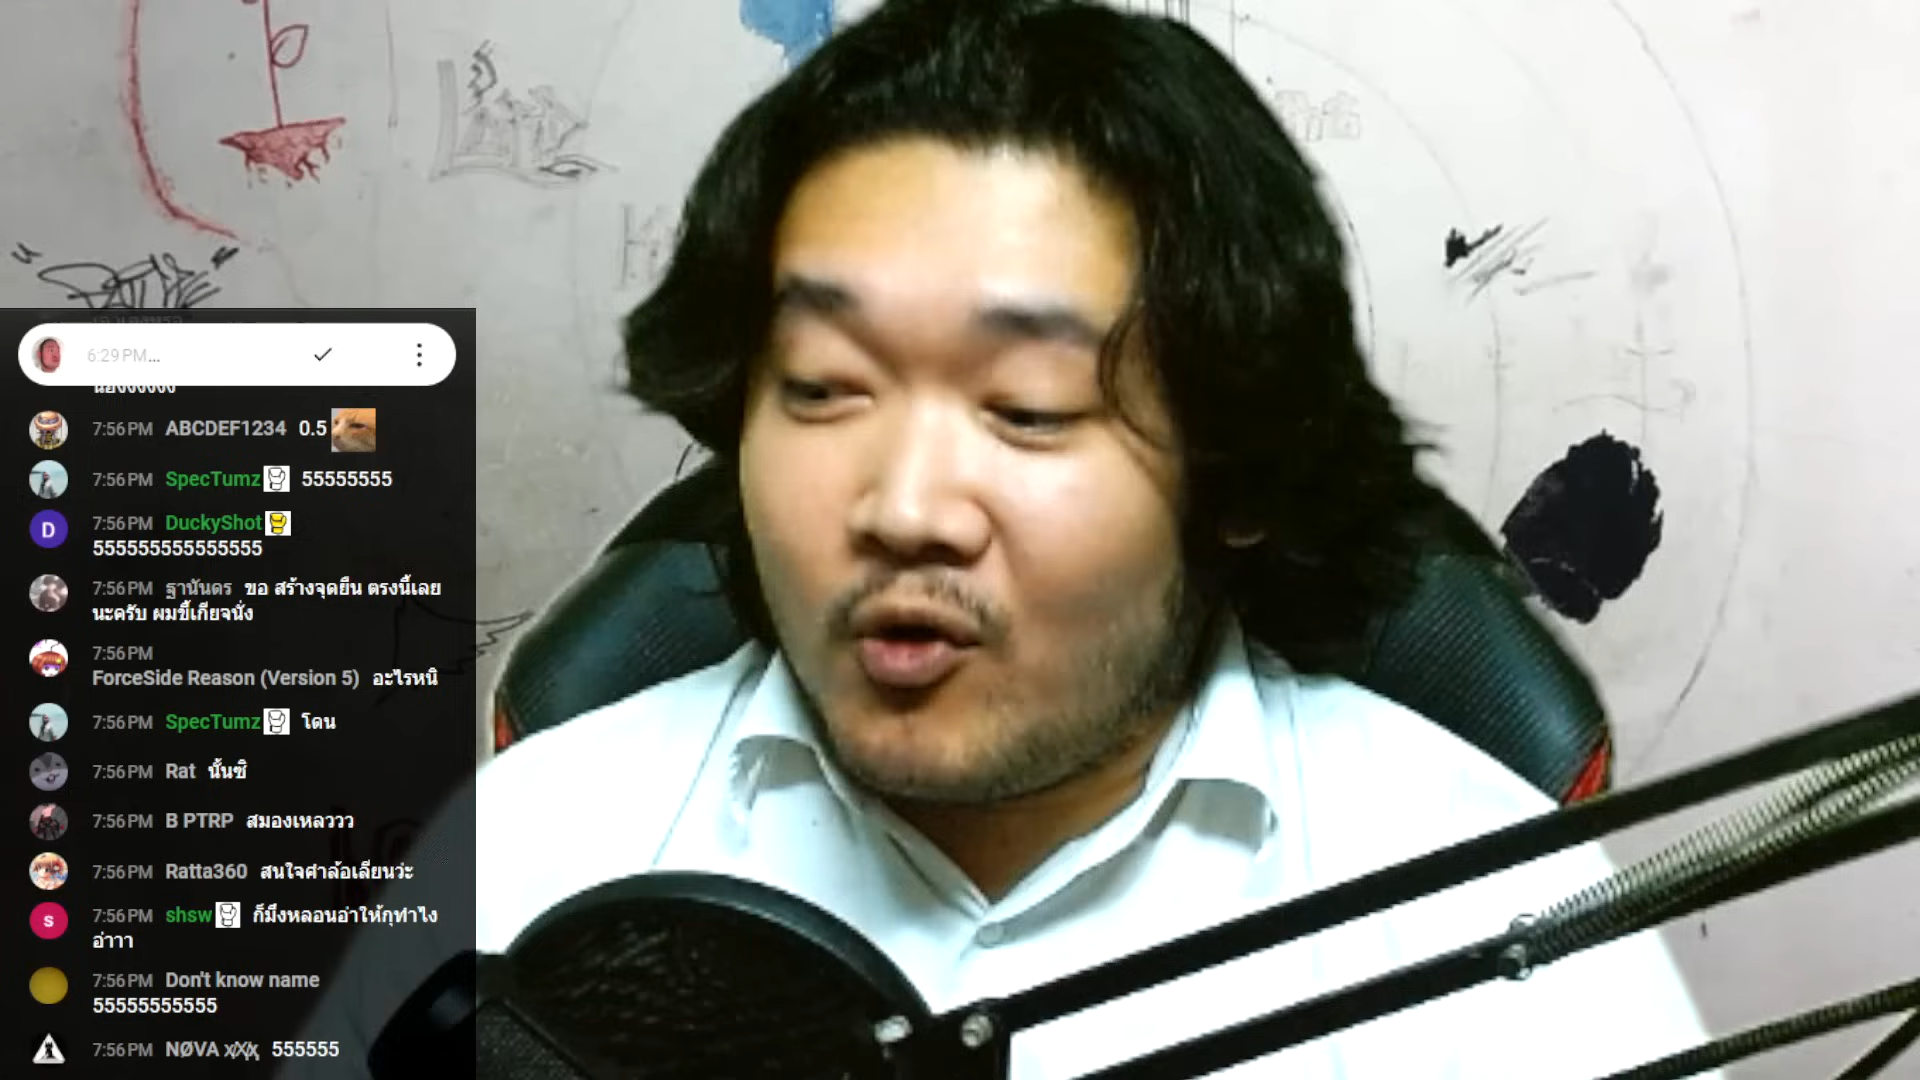 6:29 PM...
7:56 PM ABCDEF1234 0.5
7:56 PM SpecTumz 55555555
7:56 PM DuckyShot
555555555555555
7:56 PM ฐานันดร ขอ สร้างจุดยืน ตรงนี้เลย
นะครับ ผมขี้เกียจนั่ง
7:56 PM
ForceSide Reason (Version 5) อะไรหนิ
7:56 PM SpecTumz โดน
7:56 PM Rat นั้นซิ
7:56 PM B PTRP สมองเหลววว
7:56 PM Ratta360 สนใจศาล้อเลียนว่ะ
7:56 PM shsw ก็มึงหลอนอ่าให้กุทำไง
อ่าาา
7:56 PM Don't know name
55555555555
7:56 PM NØVA 555555